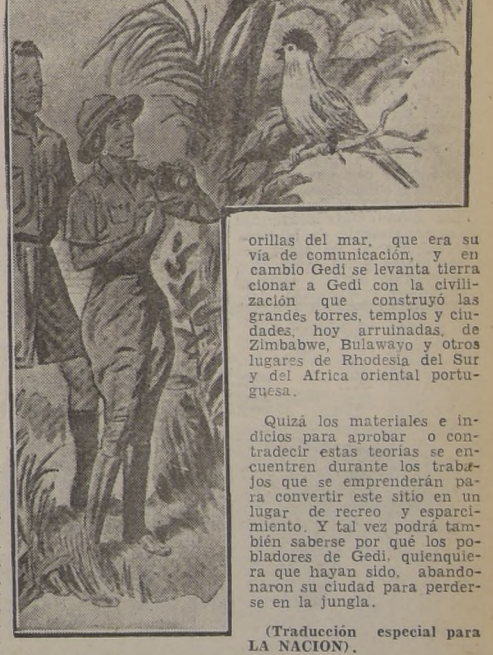 orillas del mar, que era su
vía de comunicación, y en
cambio Gedi se levanta tierra
cionar a Gedi con la civili-
zación que construyó las
grandes torres, templos y ciu-
dades, hoy arruinadas, de
Zimbabwe, Bulawayo y otros
lugares de Rhodesia del Sur
y del Africa oriental portu-
guesa.
Quizá los materiales e in-
dicios para aprobar o con-
tradecir estas teorías se en-
cuentren durante los traba-
jos que se emprenderán pa-
ra convertir este sitio en un
lugar de recreo y esparci-
miento. Y tal vez podrá tam-
bién saberse por qué los po-
bladores de Gedi, quienquie-
ra que hayan sido, abando-
naron su ciudad para perder-
se en la jungla.
(Traducción especial para
LA NACION).